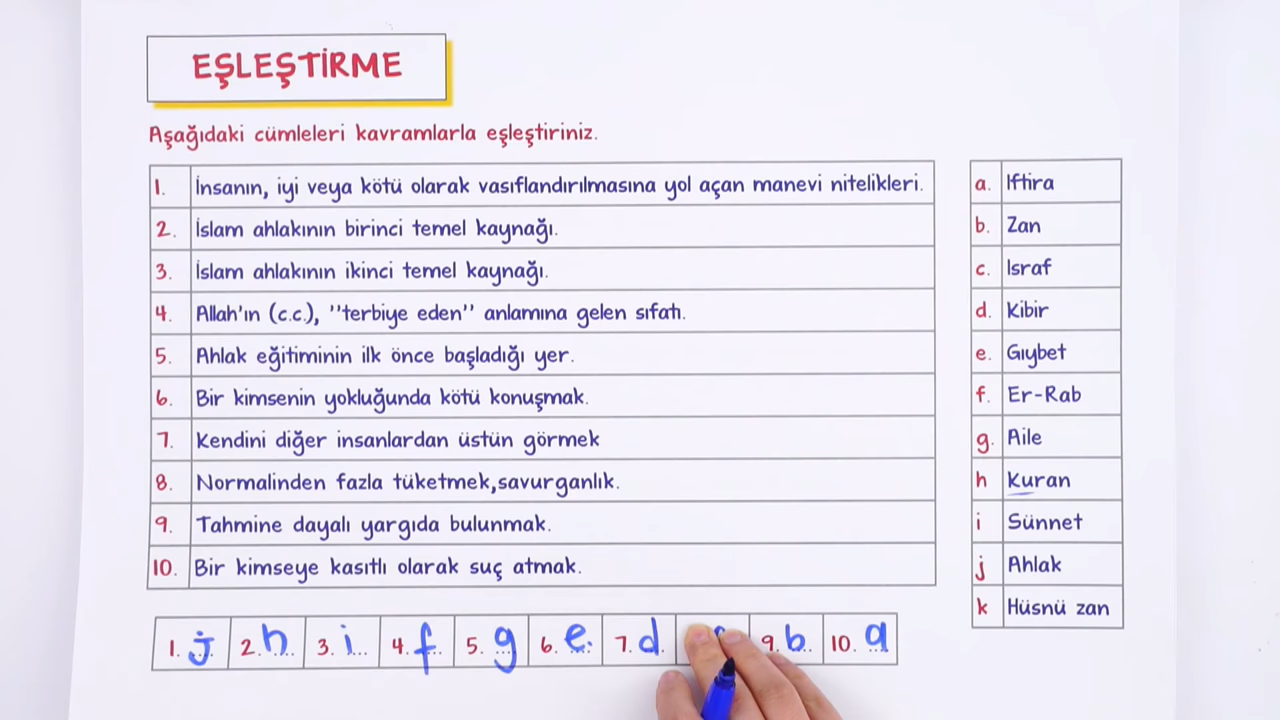 EŞLEŞTİRME
Aşağıdaki cümleleri kavramlarla eşleştiriniz.
1. İnsanın, iyi veya kötü olarak vasıflandırılmasına yol açan manevi nitelikleri.
2. İslam ahlakının birinci temel kaynağı.
3. İslam ahlakının ikinci temel kaynağı.
4. Allah'ın (c.c.), "terbiye eden" anlamına gelen sıfatı.
5. Ahlak eğitiminin ilk önce başladığı yer.
6. Bir kimsenin yokluğunda kötü konuşmak.
7. Kendini diğer insanlardan üstün görmek
8. Normalinden fazla tüketmek,savurganlık.
9. Tahmine dayalı yargıda bulunmak.
10. Bir kimseye kasıtlı olarak suç atmak.
a. Iftira
b. Zan
c. Israf
d. Kibir
e. Gıybet
f. Er-Rab
g. Aile
h Kuran
i Sünnet
j Ahlak
k Hüsnü zan
1. j 2. h 3. i 4. f 5. g 6. e. 7. d 9. b 10. a